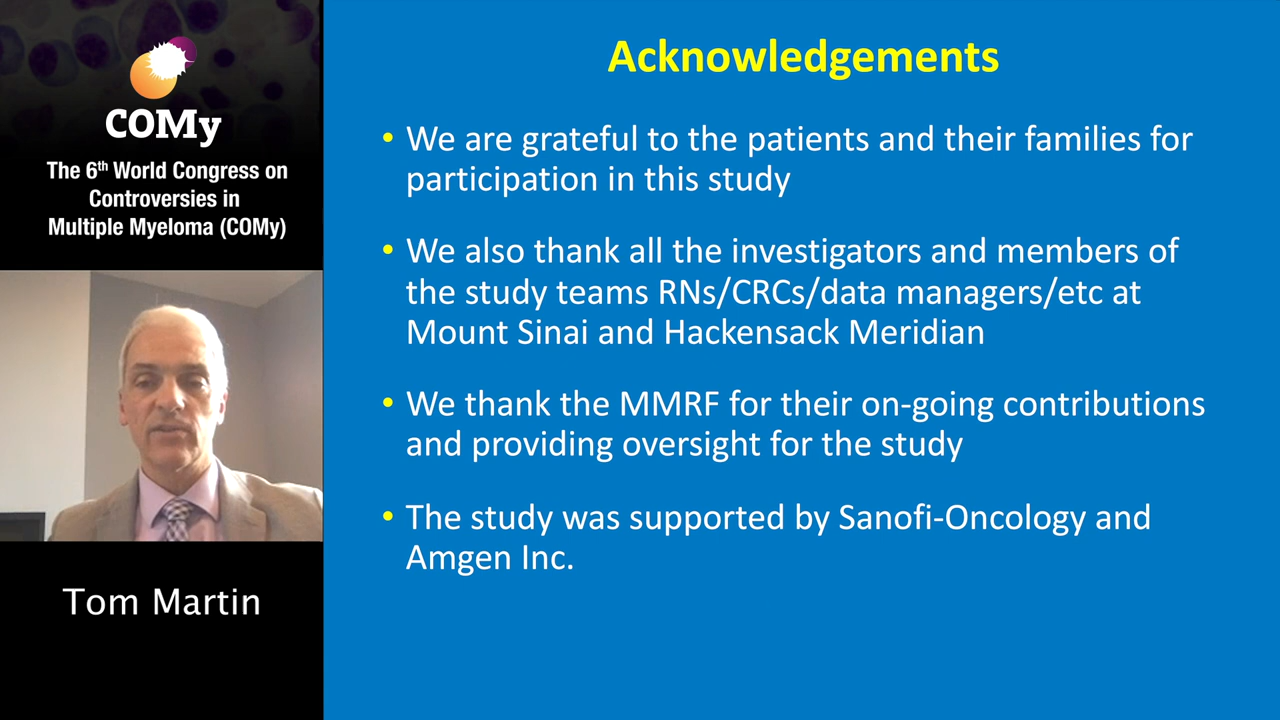 COMy
The 6th World Congress on
Controversies in
Multiple Myeloma (COMy)
Tom Martin
Acknowledgements
• We are grateful to the patients and their families for
participation in this study
• We also thank all the investigators and members of
the study teams RNs/CRCs/data managers/etc at
Mount Sinai and Hackensack Meridian
• We thank the MMRF for their on-going contributions
and providing oversight for the study
• The study was supported by Sanofi-Oncology and
Amgen Inc.